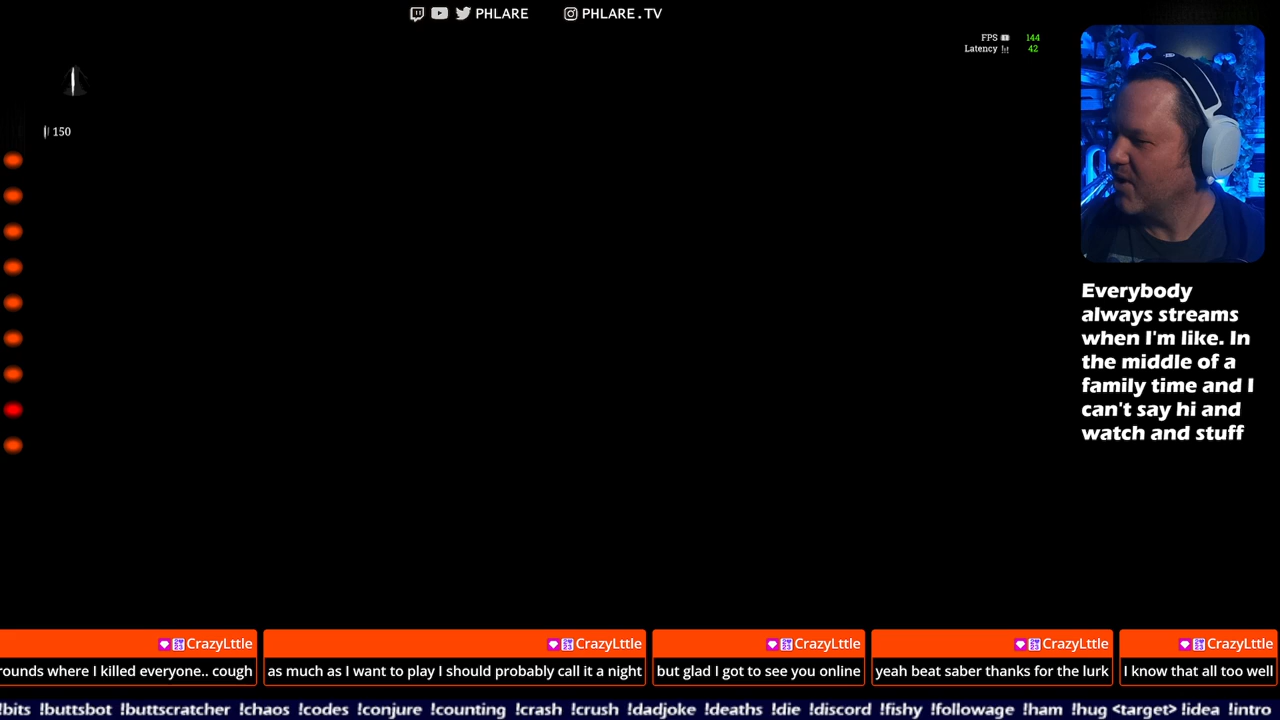 PHLARE PHLARE.TV
FPS 144
Latency 42
150
Everybody
always streams
when I'm like. In
the middle of a
family time and I
can't say hi and
watch and stuff
CrazyLttle CrazyLttle CrazyLttle CrazyLttle CrazyLttle
rounds where I killed everyone.. cough as much as I want to play I should probably call it a night but glad I got to see you online yeah beat saber thanks for the lurk I know that all too well
!bits !buttsbot !buttscratcher !chaos !codes !conjure !counting !crash !crush !dadjoke !deaths !die !discord !fishy !followage !ham !hug <target> !idea !intro